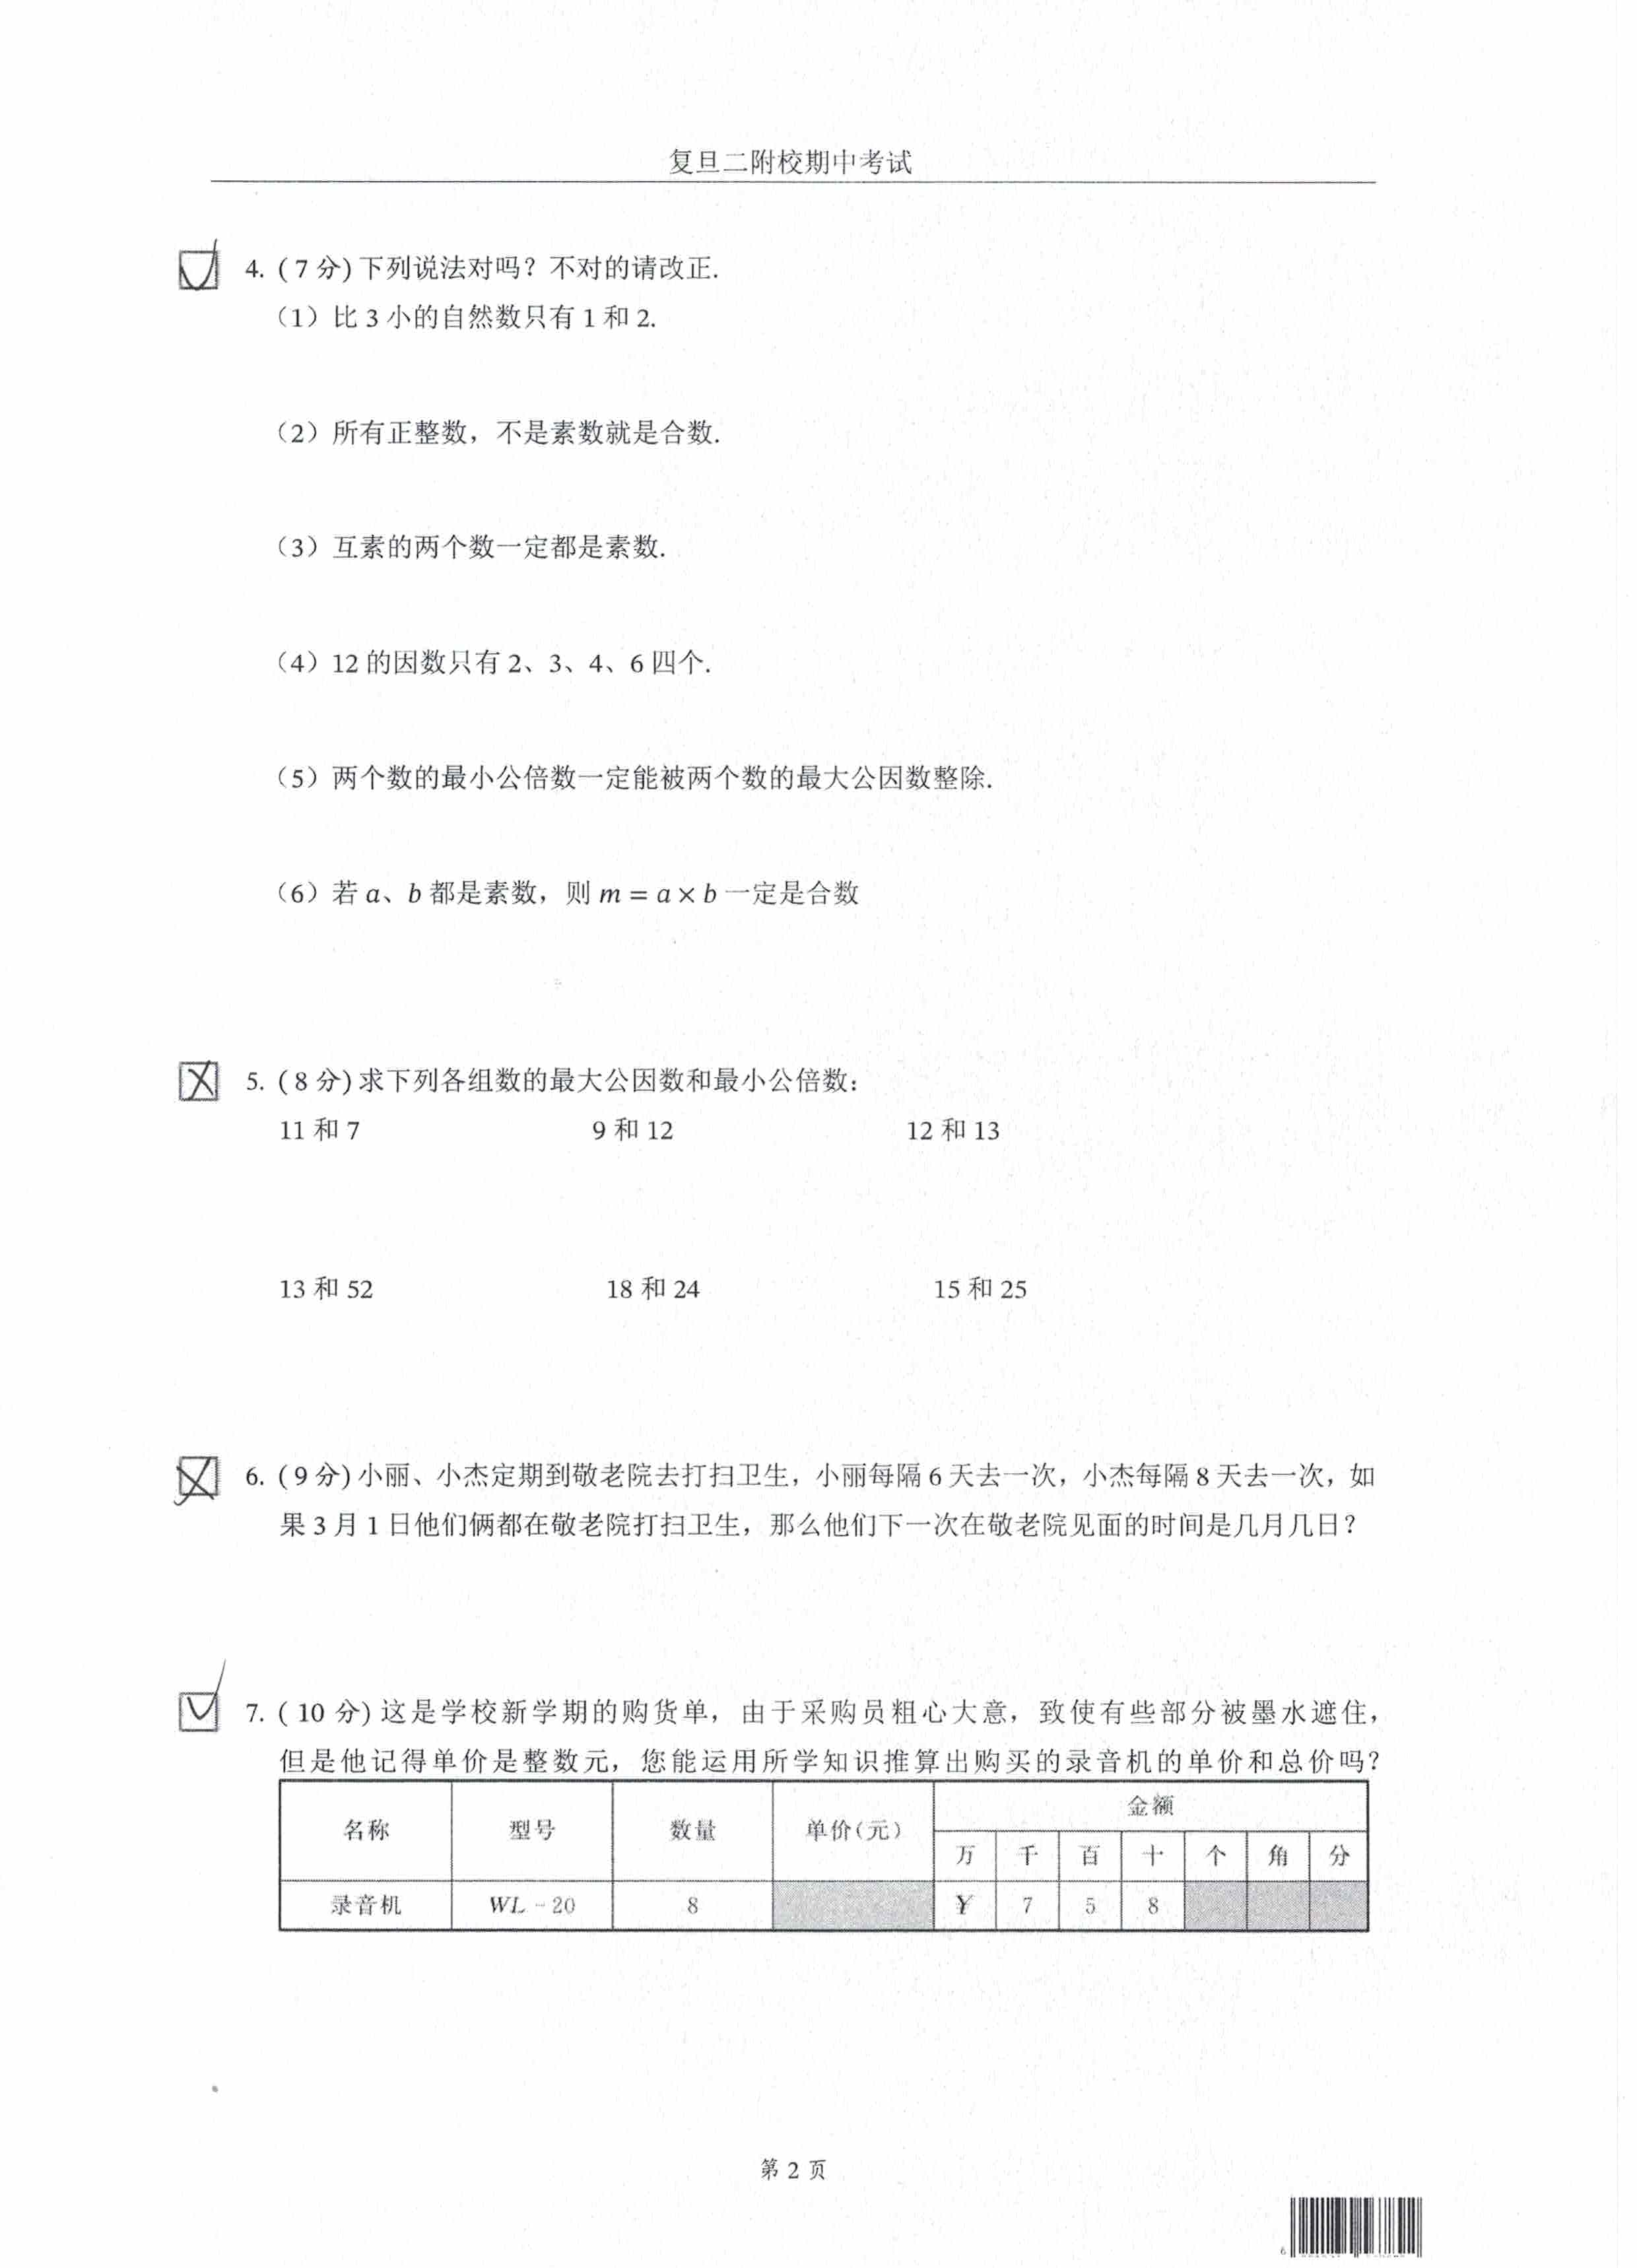 复旦二附校期中考试
4. ( 7 分) 下列说法对吗？不对的请改正.
（1）比 3 小的自然数只有 1 和 2.
（2）所有正整数，不是素数就是合数.
（3）互素的两个数一定都是素数.
（4）12 的因数只有 2、3、4、6 四个.
（5）两个数的最小公倍数一定能被两个数的最大公因数整除.
（6）若 a、b 都是素数，则 m = a × b 一定是合数
5. ( 8 分) 求下列各组数的最大公因数和最小公倍数：
11 和 7 9 和 12 12 和 13
13 和 52 18 和 24 15 和 25
6. ( 9 分) 小丽、小杰定期到敬老院去打扫卫生，小丽每隔 6 天去一次，小杰每隔 8 天去一次，如
果 3 月 1 日他们俩都在敬老院打扫卫生，那么他们下一次在敬老院见面的时间是几月几日？
7. ( 10 分) 这是学校新学期的购货单，由于采购员粗心大意，致使有些部分被墨水遮住，
但是他记得单价是整数元，您能运用所学知识推算出购买的录音机的单价和总价吗？
名称 型号 数量 单价(元) 金额
万 千 百 十 个 角 分
录音机 WL－20 8 ¥ 7 5 8
第 2 页